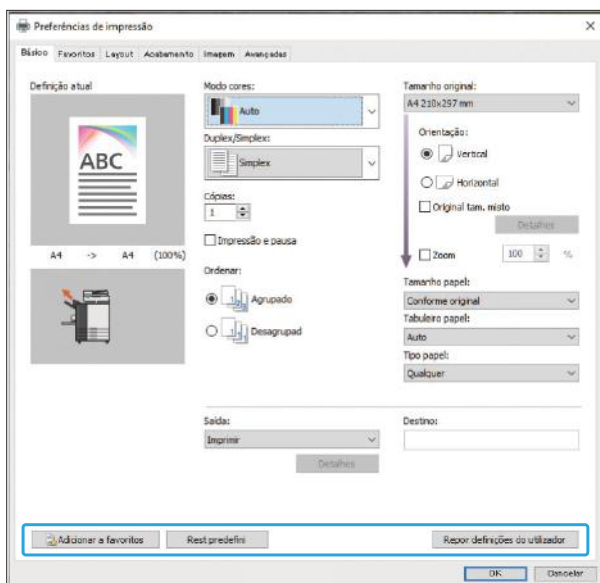 Preferências de impressão
Básico Favoritos Layout Acabamento Imagem Avançadas
Definição atual
ABC
A4 -> A4 (100%)
Modo cores:
Auto
Duplex/Simplex:
Simplex
Cópias:
1
Impressão e pausa
Ordenar:
Agrupado
Desagrupad
Tamanho original:
A4 210x297 mm
Orientação:
Vertical
Horizontal
Original tam. misto
Detalhes
Zoom 100 %
Tamanho papel:
Conforme original
Tabuleiro papel:
Auto
Tipo papel:
Qualquer
Saída:
Imprimir
Detalhes
Destino:
Adicionar a favoritos Rest predefini Repor definições do utilizador
OK Cancelar